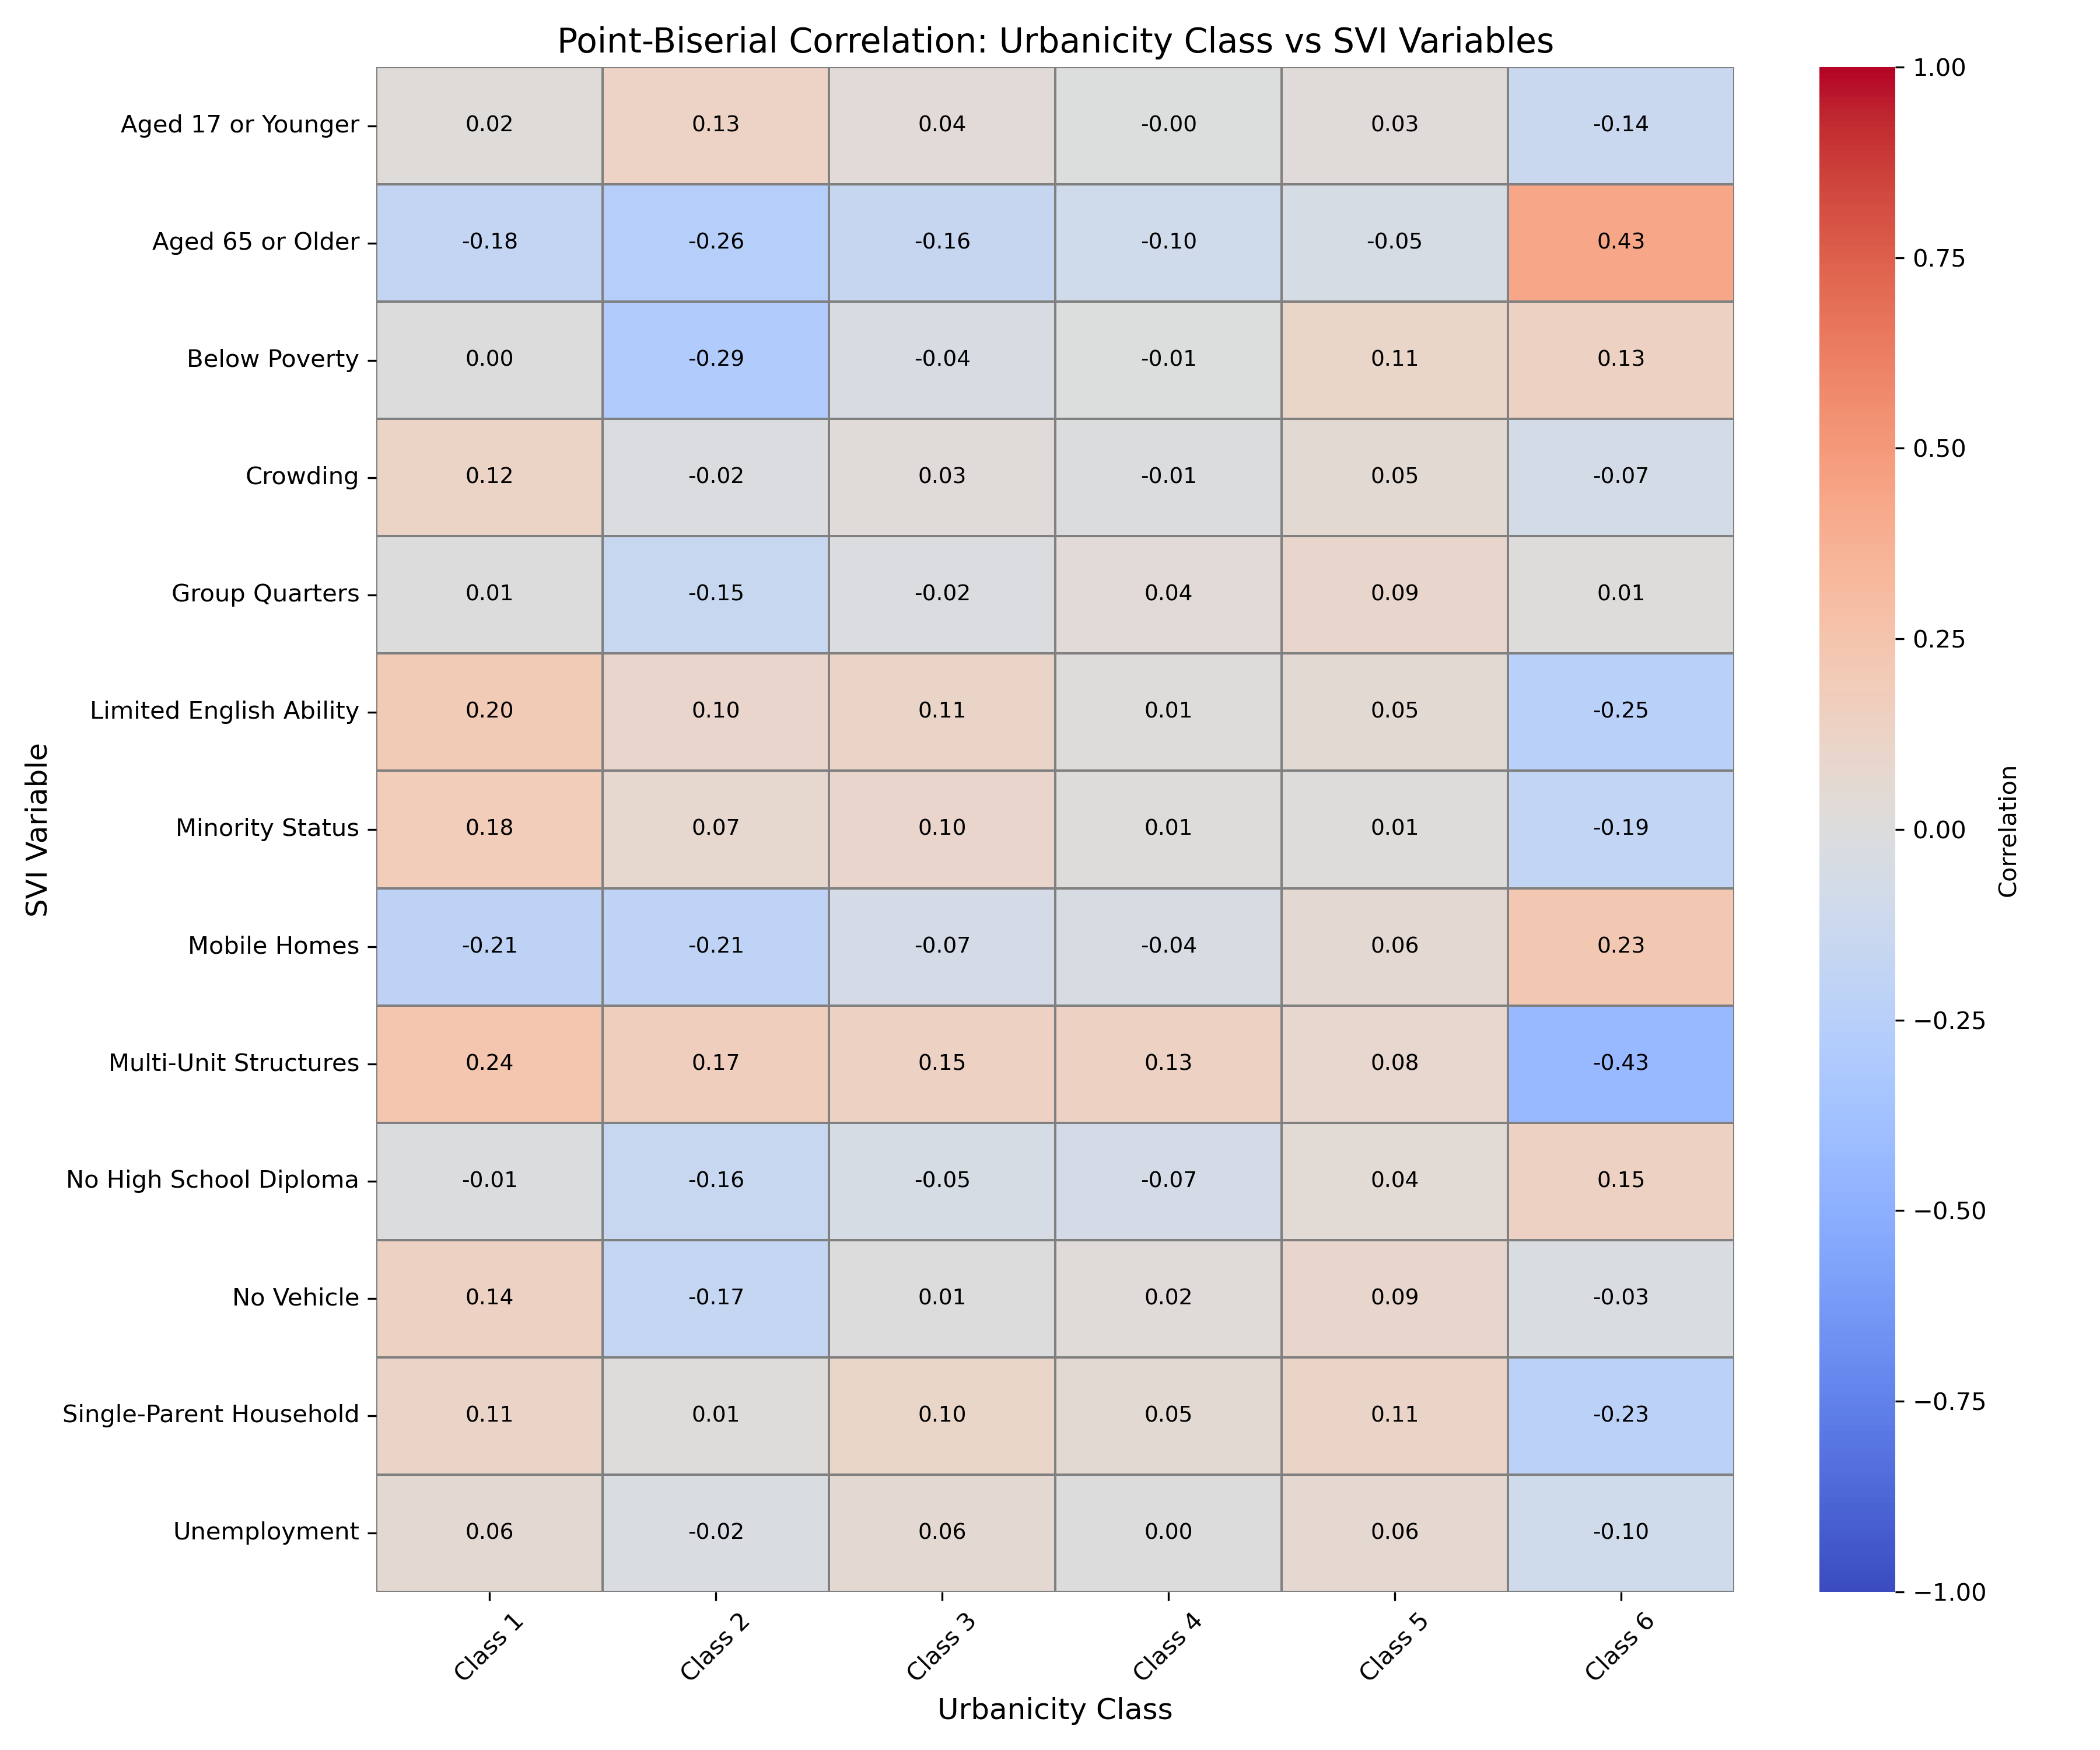 Point-Biserial Correlation: Urbanicity Class vs SVI Variables
Aged 17 or Younger 0.02 0.13 0.04 -0.00 0.03 -0.14
Aged 65 or Older -0.18 -0.26 -0.16 -0.10 -0.05 0.43
Below Poverty 0.00 -0.29 -0.04 -0.01 0.11 0.13
Crowding 0.12 -0.02 0.03 -0.01 0.05 -0.07
Group Quarters 0.01 -0.15 -0.02 0.04 0.09 0.01
Limited English Ability 0.20 0.10 0.11 0.01 0.05 -0.25
Minority Status 0.18 0.07 0.10 0.01 0.01 -0.19
Mobile Homes -0.21 -0.21 -0.07 -0.04 0.06 0.23
Multi-Unit Structures 0.24 0.17 0.15 0.13 0.08 -0.43
No High School Diploma -0.01 -0.16 -0.05 -0.07 0.04 0.15
No Vehicle 0.14 -0.17 0.01 0.02 0.09 -0.03
Single-Parent Household 0.11 0.01 0.10 0.05 0.11 -0.23
Unemployment 0.06 -0.02 0.06 0.00 0.06 -0.10
Class 1 Class 2 Class 3 Class 4 Class 5 Class 6
Urbanicity Class
SVI Variable
1.00
0.75
0.50
0.25
0.00
−0.25
−0.50
−0.75
−1.00
Correlation